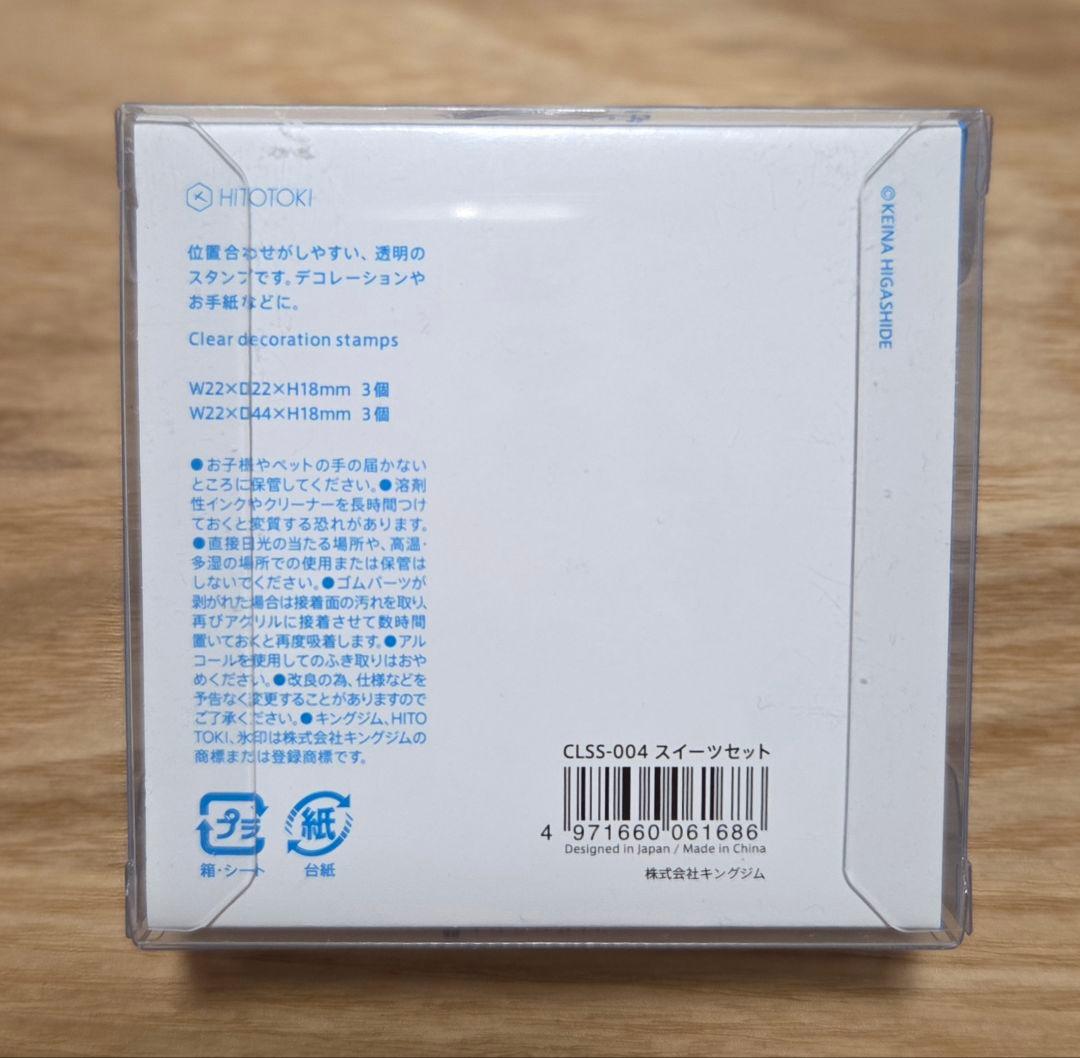 HITOTOKI
位置合わせがしやすい、透明の
スタンプです。デコレーションや
お手紙などに。
Clear decoration stamps
W22×D22×H18mm 3個
W22×D44×H18mm 3個
●お子様やペットの手の届かない
ところに保管してください。●溶剤
性インクやクリーナーを長時間つけ
ておくと変質する恐れがあります。
●直接日光の当たる場所や、高温・
多湿の場所での使用または保管は
しないでください。●ゴムパーツが
剥がれた場合は接着面の汚れを取り、
再びアクリルに接着させて数時間
置いておくと再度吸着します。●アル
コールを使用してのふき取りはおや
めください。●改良の為、仕様などを
予告なく変更することがありますので
ご了承ください。●キングジム、HITO
TOKI、氷印は株式会社キングジムの
商標または登録商標です。
プラ
紙
箱・シート
台紙
CLSS-004 スイーツセット
4 971660 061686
Designed in Japan / Made in China
株式会社キングジム
©KEINA HIGASHIDE